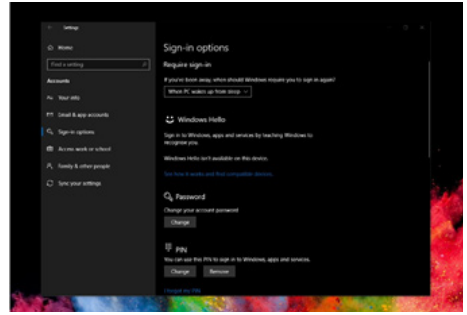 Settings
Home
Find a setting
Accounts
Your info
Email & app accounts
Sign-in options
Access work or school
Family & other people
Sync your settings
Sign-in options
Require sign-in
If you've been away, when should Windows require you to sign in again?
When PC wakes up from sleep
Windows Hello
Sign in to Windows, apps and services by teaching Windows to
recognize you.
Windows Hello isn't available on this device.
See how it works and find compatible devices.
Password
Change your account password
Change
PIN
You can use this PIN to sign in to Windows, apps and services.
Change Remove
I forgot my PIN